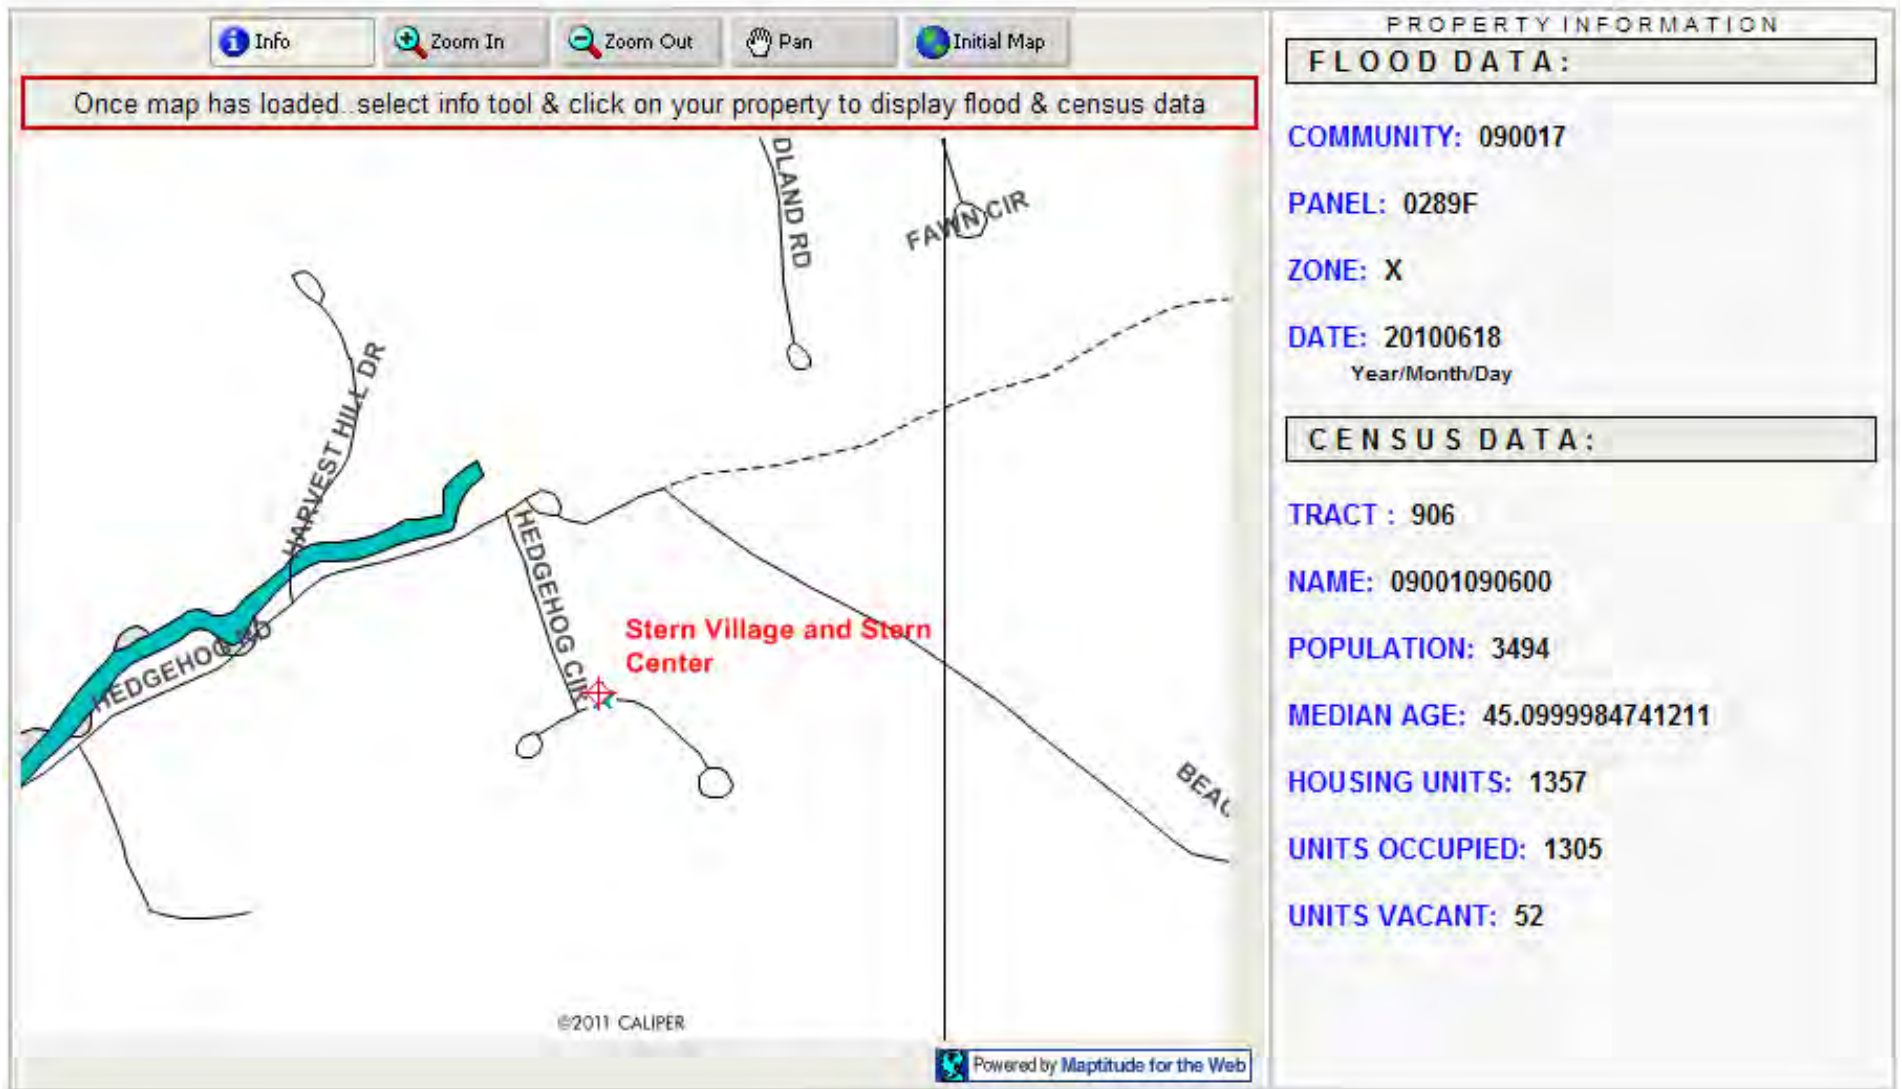 Info
Zoom In
Zoom Out
Pan
Initial Map
Once map has loaded..select info tool & click on your property to display flood & census data
DLAND RD
FAWN CIR
HARVEST HILL DR
HEDGEHOG RD
HEDGEHOG CIR
Stern Village and Stern
Center
BEAU
©2011 CALIPER
Powered by Maptitude for the Web
PROPERTY INFORMATION
FLOOD DATA:
COMMUNITY: 090017
PANEL: 0289F
ZONE: X
DATE: 20100618
Year/Month/Day
CENSUS DATA:
TRACT : 906
NAME: 09001090600
POPULATION: 3494
MEDIAN AGE: 45.0999984741211
HOUSING UNITS: 1357
UNITS OCCUPIED: 1305
UNITS VACANT: 52